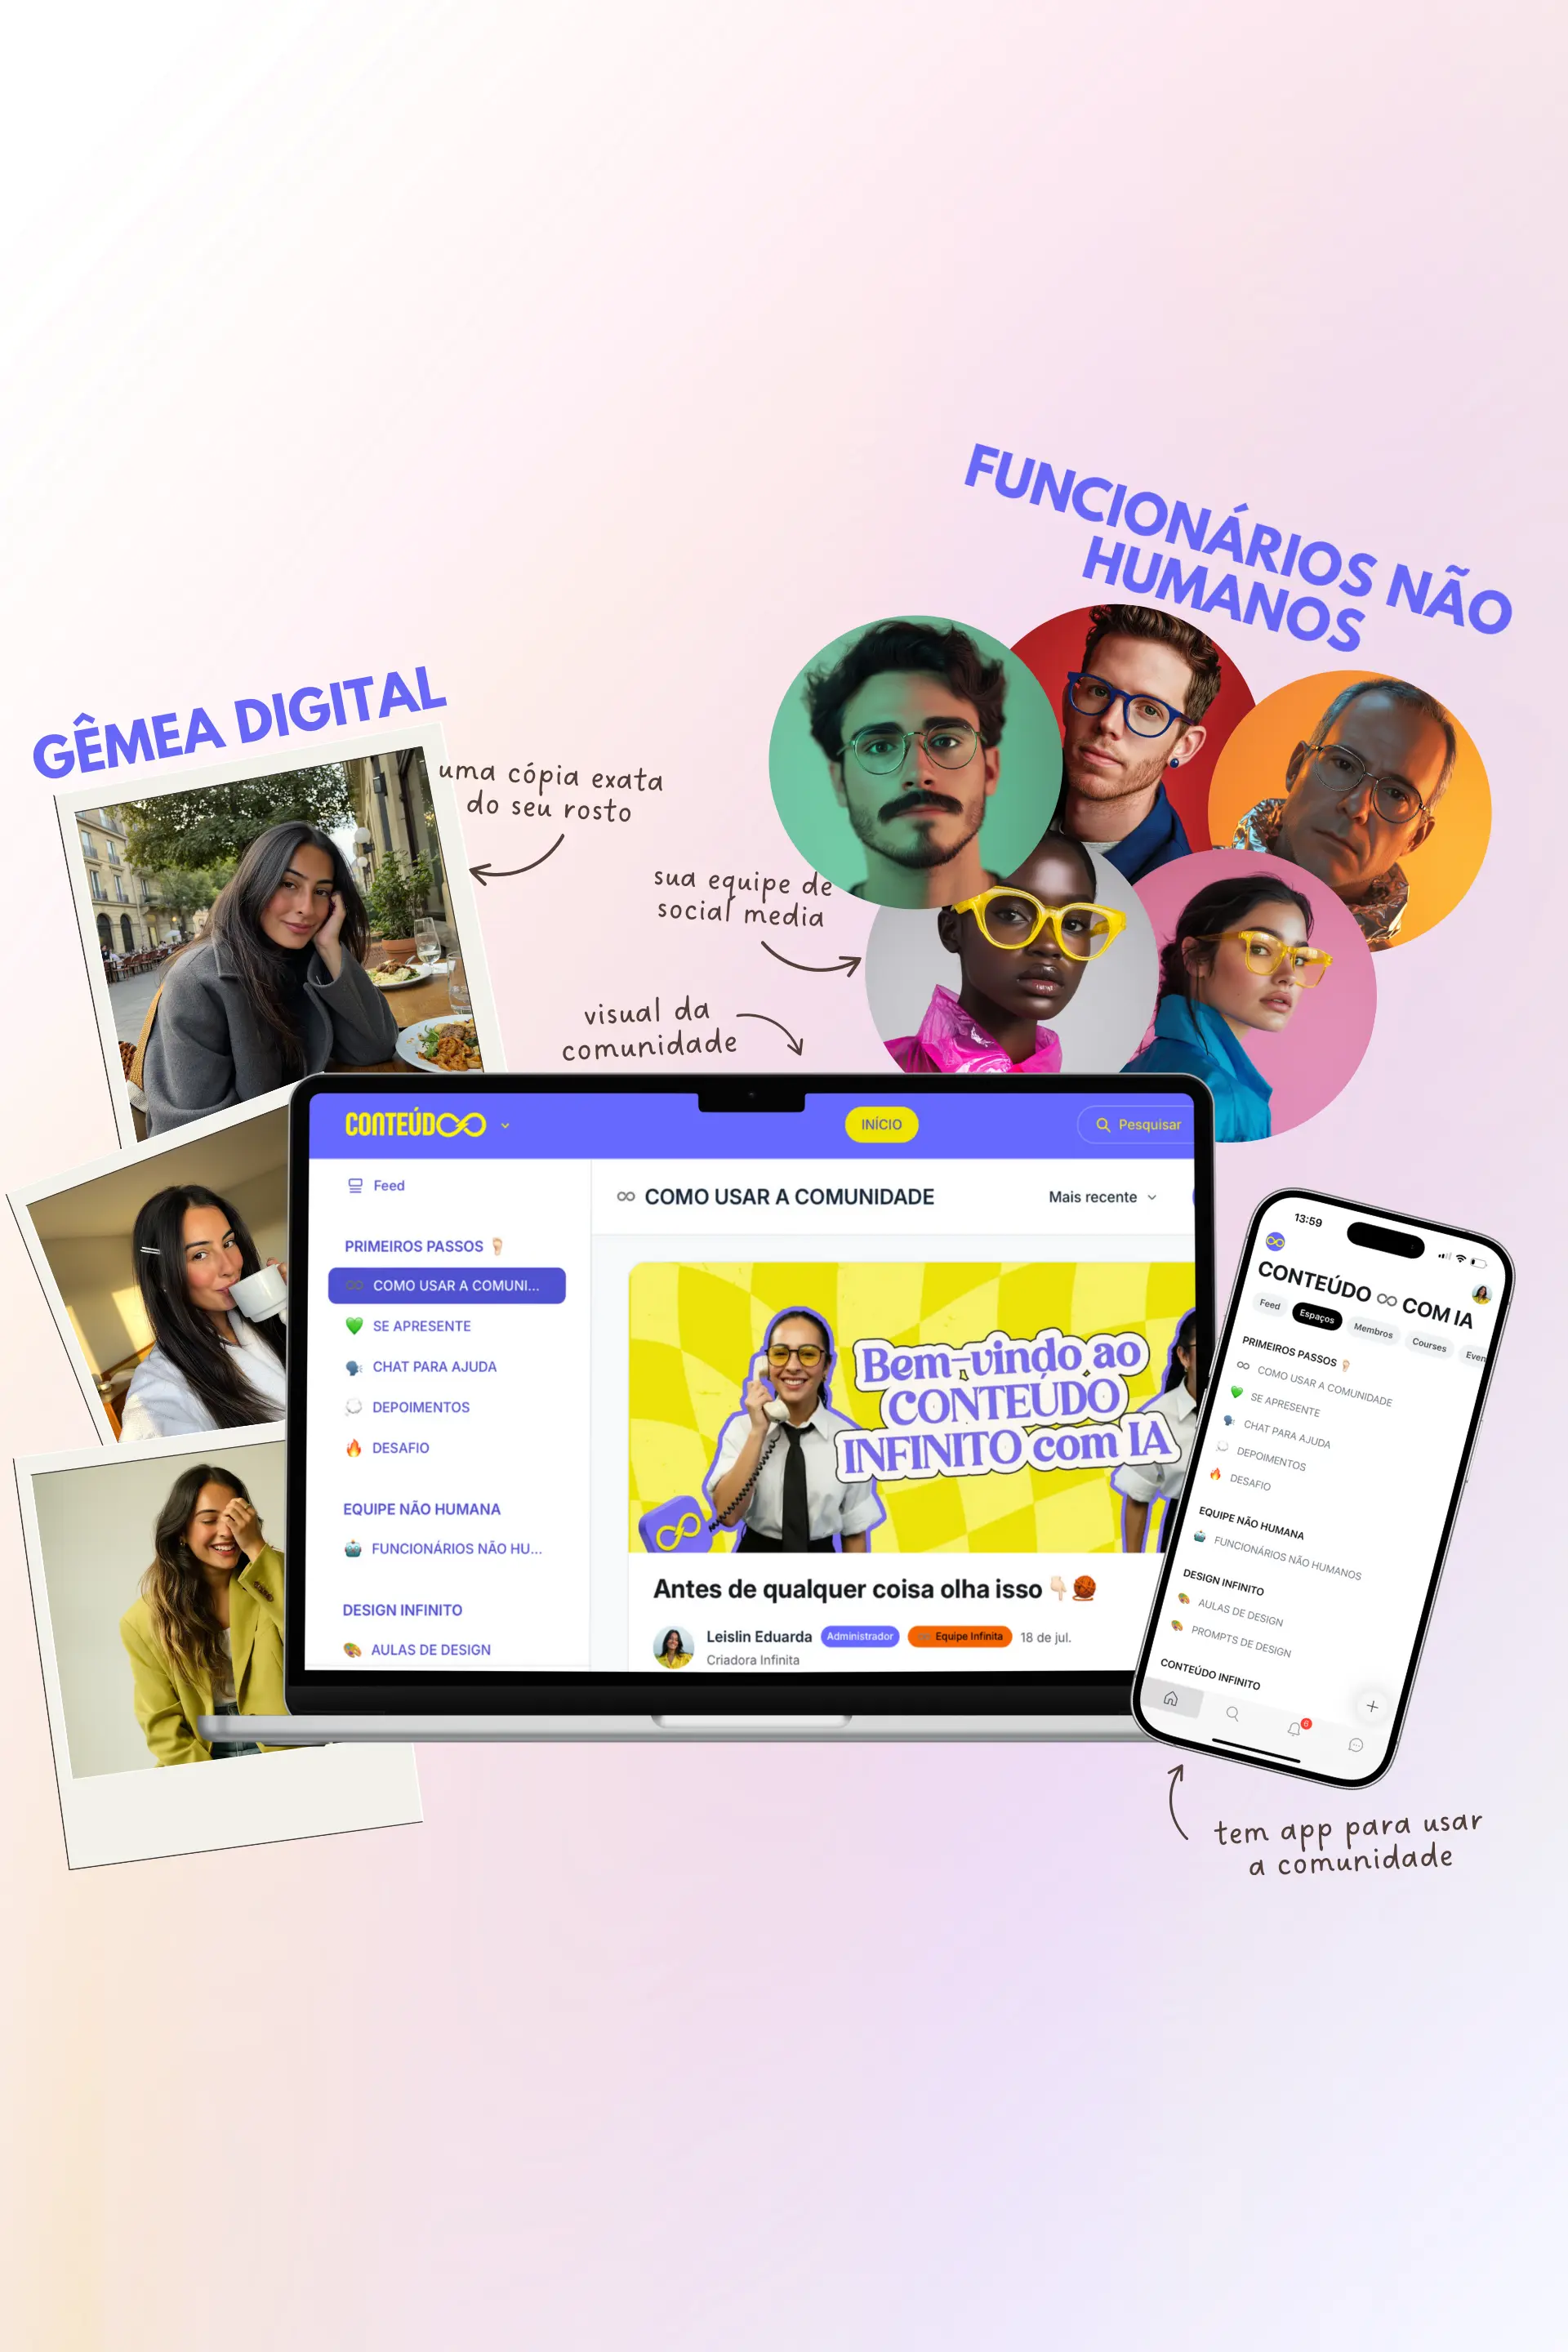 FUNCIONÁRIOS NÃO
HUMANOS
GÊMEA DIGITAL
uma cópia exata
do seu rosto
sua equipe de
social media
visual da
comunidade
CONTEÚDO∞
INÍCIO
Pesquisar
Feed
PRIMEIROS PASSOS 🦶🏻
∞ COMO USAR A COMUNI...
💚 SE APRESENTE
🗣️ CHAT PARA AJUDA
💭 DEPOIMENTOS
🔥 DESAFIO
EQUIPE NÃO HUMANA
🤖 FUNCIONÁRIOS NÃO HU...
DESIGN INFINITO
🎨 AULAS DE DESIGN
∞ COMO USAR A COMUNIDADE
Mais recente
Bem-vindo ao
CONTEÚDO
INFINITO com IA
Antes de qualquer coisa olha isso 👇🏻🧶
Leislin Eduarda Administrador Equipe Infinita 18 de jul.
Criadora Infinita
13:59
CONTEÚDO ∞ COM IA
Feed Espaços Membros Courses Even
PRIMEIROS PASSOS 🦶🏻
∞ COMO USAR A COMUNIDADE
💚 SE APRESENTE
🗣️ CHAT PARA AJUDA
💭 DEPOIMENTOS
🔥 DESAFIO
EQUIPE NÃO HUMANA
🤖 FUNCIONÁRIOS NÃO HUMANOS
DESIGN INFINITO
🎨 AULAS DE DESIGN
🎨 PROMPTS DE DESIGN
CONTEÚDO INFINITO
6
tem app para usar
a comunidade